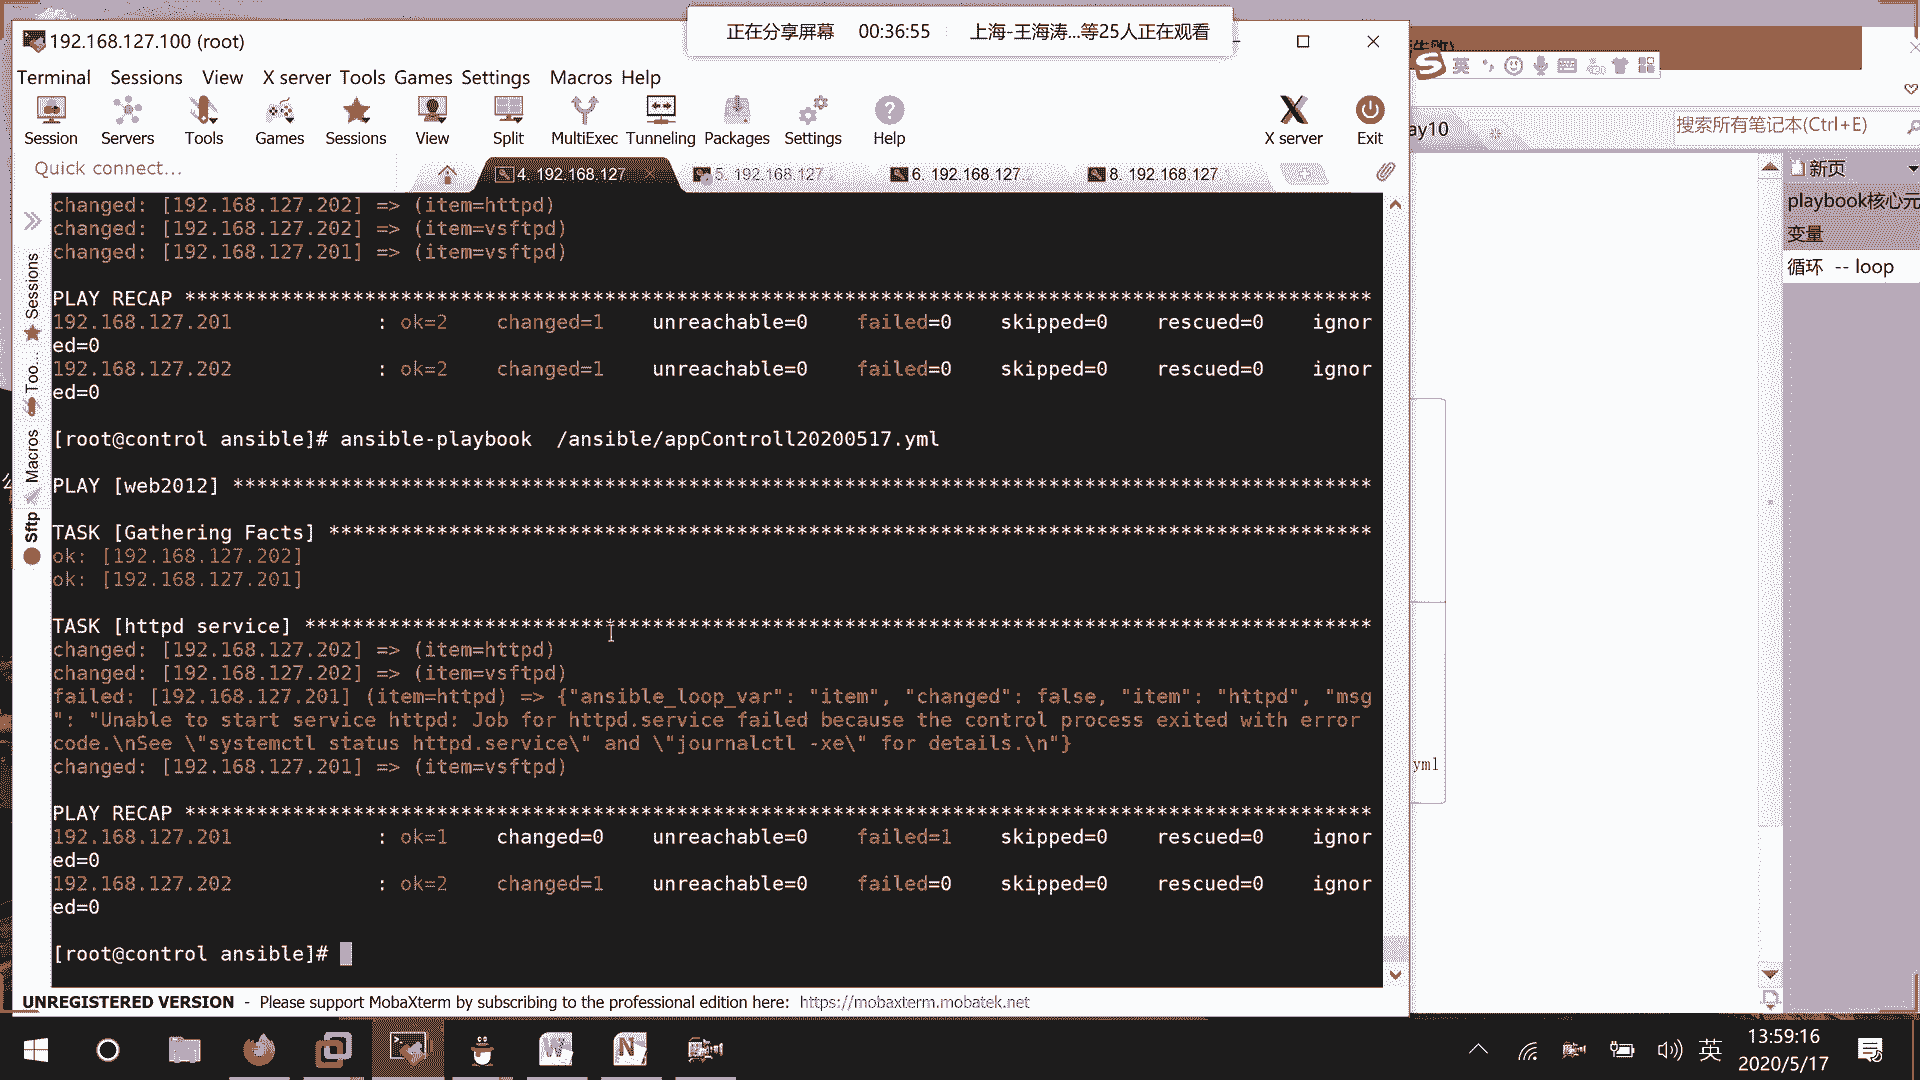 正在分享屏幕 00:36:55 上海-王海涛...等25人正在观看
192.168.127.100 (root)
Terminal Sessions View X server Tools Games Settings Macros Help
英
Session Servers Tools Games Sessions View Split MultiExec Tunneling Packages Settings Help X server Exit
ay10
搜索所有笔记本(Ctrl+E)
Quick connect...
4. 192.168.127 5. 192.168.127... 6. 192.168.127... 8. 192.168.127
新页
playbook核心元
变量
循环 -- loop
Sessions
Too...
Macros
Sftp
changed: [192.168.127.202] => (item=httpd)
changed: [192.168.127.202] => (item=vsftpd)
changed: [192.168.127.201] => (item=vsftpd)
PLAY RECAP *************************************************************************************************
192.168.127.201 : ok=2 changed=1 unreachable=0 failed=0 skipped=0 rescued=0 ignor
ed=0
192.168.127.202 : ok=2 changed=1 unreachable=0 failed=0 skipped=0 rescued=0 ignor
ed=0
[root@control ansible]# ansible-playbook /ansible/appControll20200517.yml
PLAY [web2012] *********************************************************************************************
TASK [Gathering Facts] *************************************************************************************
ok: [192.168.127.202]
ok: [192.168.127.201]
TASK [httpd service] ***************************************************************************************
changed: [192.168.127.202] => (item=httpd)
changed: [192.168.127.202] => (item=vsftpd)
failed: [192.168.127.201] (item=httpd) => {"ansible_loop_var": "item", "changed": false, "item": "httpd", "msg
": "Unable to start service httpd: Job for httpd.service failed because the control process exited with error
code.\nSee \"systemctl status httpd.service\" and \"journalctl -xe\" for details.\n"}
changed: [192.168.127.201] => (item=vsftpd)
PLAY RECAP *************************************************************************************************
192.168.127.201 : ok=1 changed=0 unreachable=0 failed=1 skipped=0 rescued=0 ignor
ed=0
192.168.127.202 : ok=2 changed=1 unreachable=0 failed=0 skipped=0 rescued=0 ignor
ed=0
[root@control ansible]#
yml
UNREGISTERED VERSION - Please support MobaXterm by subscribing to the professional edition here: https://mobaxterm.mobatek.net
英
13:59:16
2020/5/17